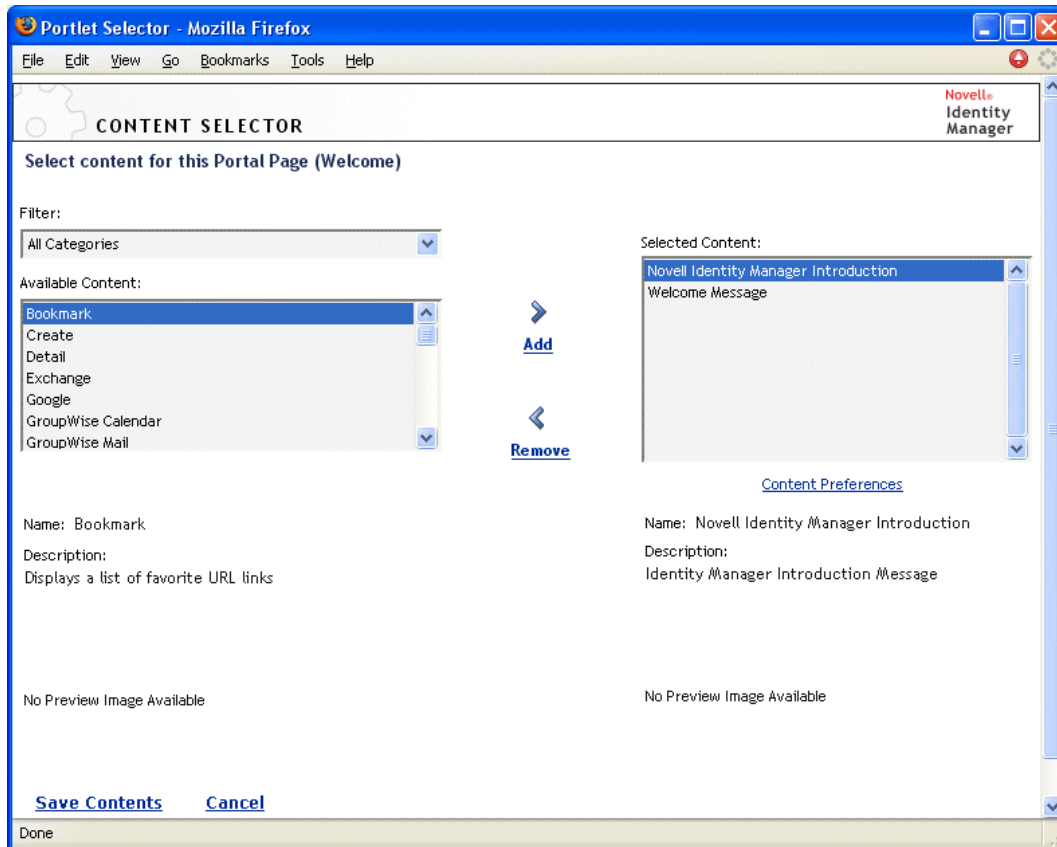 Portlet Selector - Mozilla Firefox
File Edit View Go Bookmarks Tools Help
Novell®
Identity
Manager
CONTENT SELECTOR
Select content for this Portal Page (Welcome)
Filter:
All Categories
Available Content:
Bookmark
Create
Detail
Exchange
Google
GroupWise Calendar
GroupWise Mail
Add
Remove
Selected Content:
Novell Identity Manager Introduction
Welcome Message
Content Preferences
Name: Bookmark
Description:
Displays a list of favorite URL links
No Preview Image Available
Name: Novell Identity Manager Introduction
Description:
Identity Manager Introduction Message
No Preview Image Available
Save Contents Cancel
Done